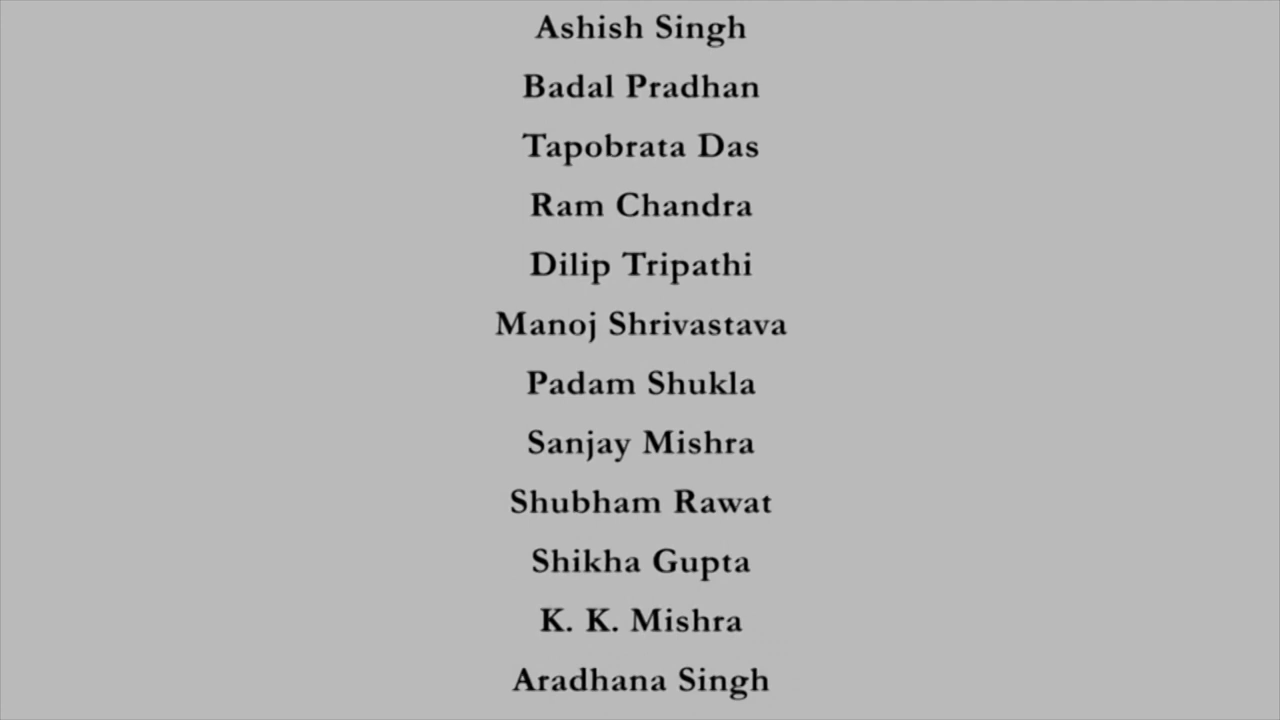 Ashish Singh
Badal Pradhan
Tapobrata Das
Ram Chandra
Dilip Tripathi
Manoj Shrivastava
Padam Shukla
Sanjay Mishra
Shubham Rawat
Shikha Gupta
K. K. Mishra
Aradhana Singh